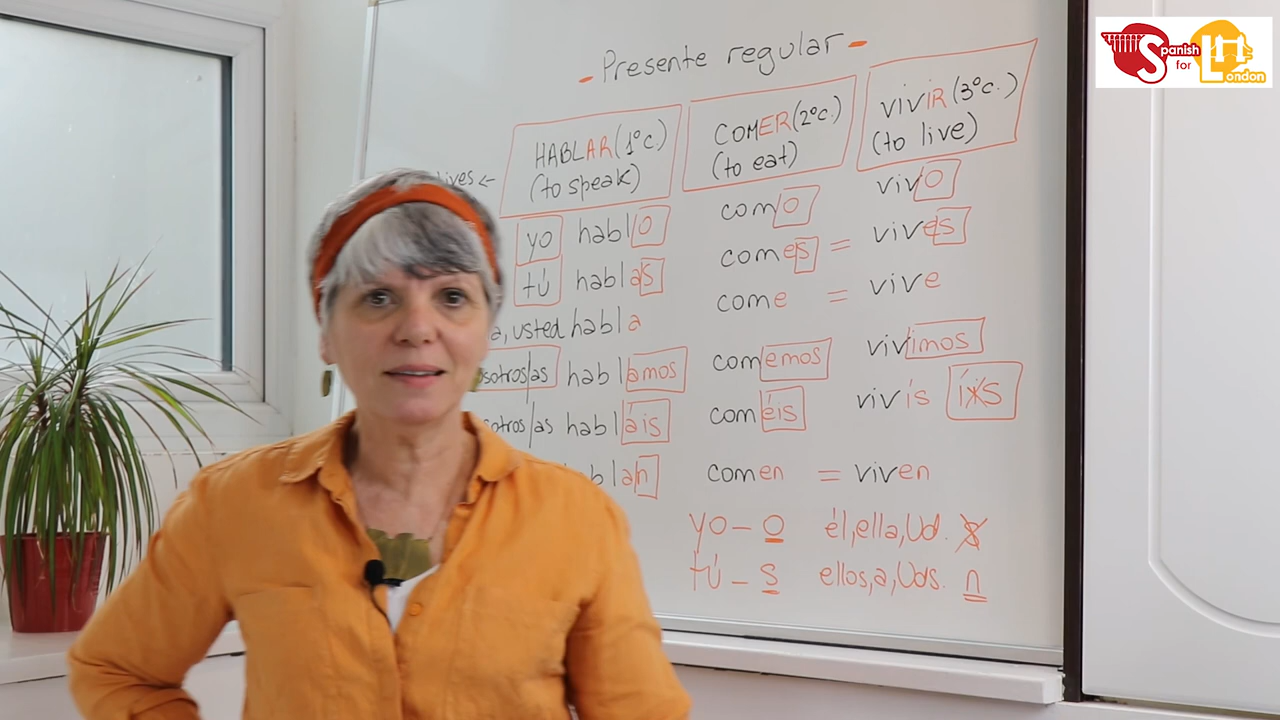 Spanish
for
London
- Presente regular -
HABLAR (1ºc)
(to speak)
COMER (2ºc.)
(to eat)
VIVIR (3ºc.)
(to live)
←
yo hablo como vivo
tú hablas comes = vives
a, usted habla come = vive
sotros/as hablamos comemos vivimos
sotros/as habláis coméis vivís íis
blan comen = viven
yo - o él, ella, Ud. s
tú - s ellos, a, Uds. n